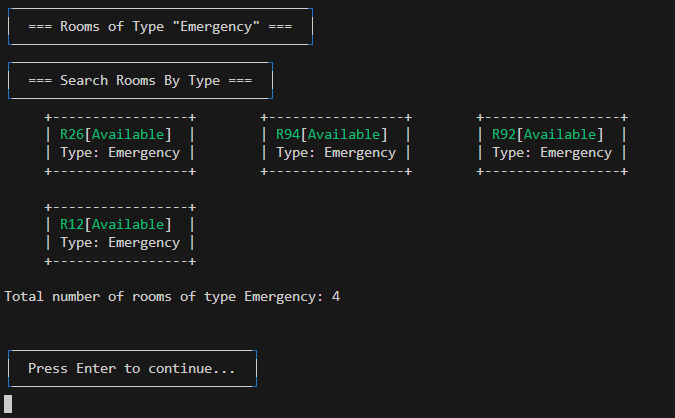 === Rooms of Type "Emergency" ===
=== Search Rooms By Type ===
+-----------------+ +-----------------+ +-----------------+
| R26[Available] | | R94[Available] | | R92[Available] |
| Type: Emergency | | Type: Emergency | | Type: Emergency |
+-----------------+ +-----------------+ +-----------------+
+-----------------+
| R12[Available] |
| Type: Emergency |
+-----------------+
Total number of rooms of type Emergency: 4
Press Enter to continue...